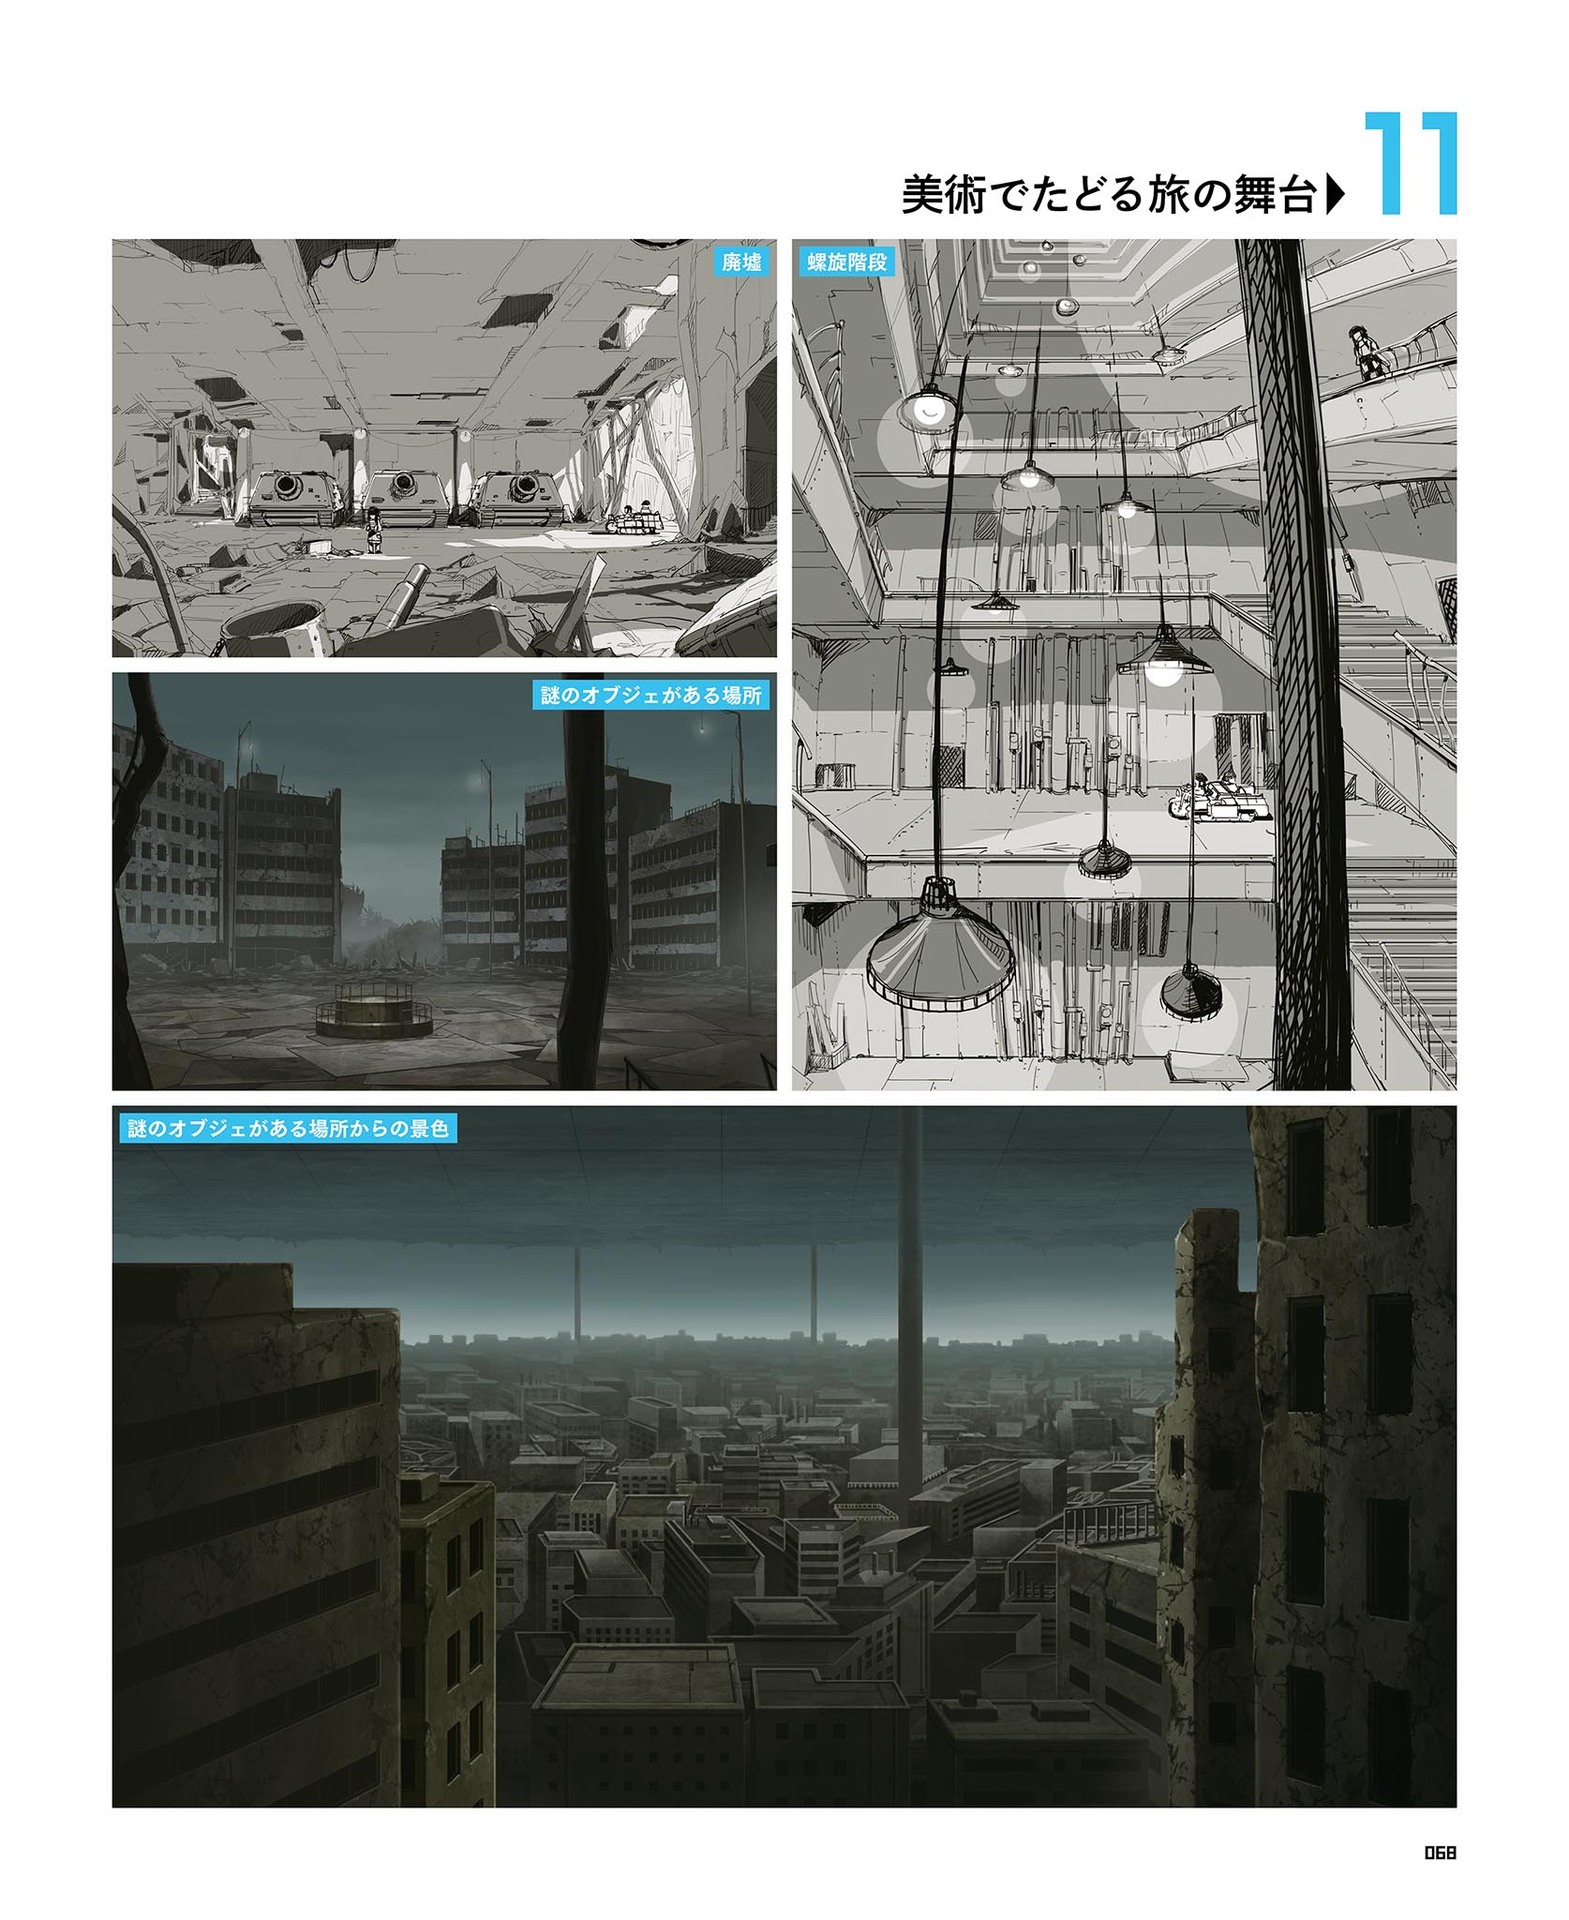 美術でたどる旅の舞台▶11
廃墟
螺旋階段
謎のオブジェがある場所
謎のオブジェがある場所からの景色
068